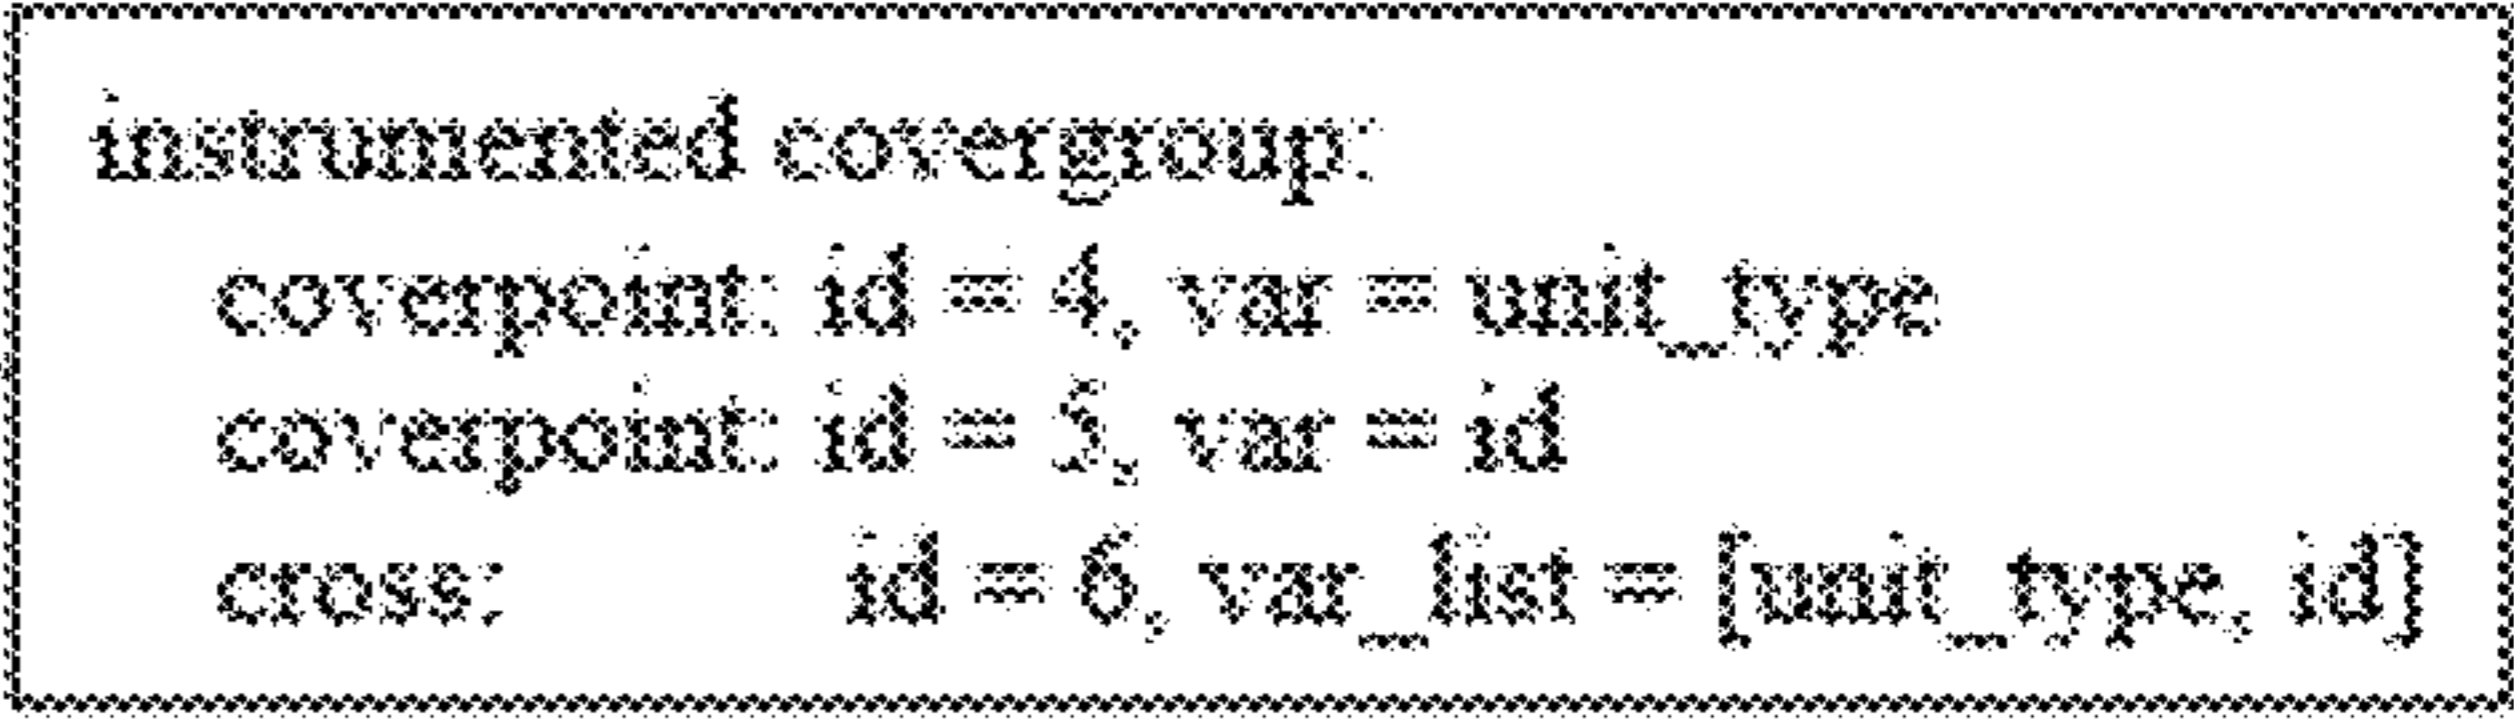 instrumented covergroup:
coverpoint: id = 4, var = unit_type
coverpoint: id = 5, var = id
cross: id = 6, var_list = [unit_type, id]